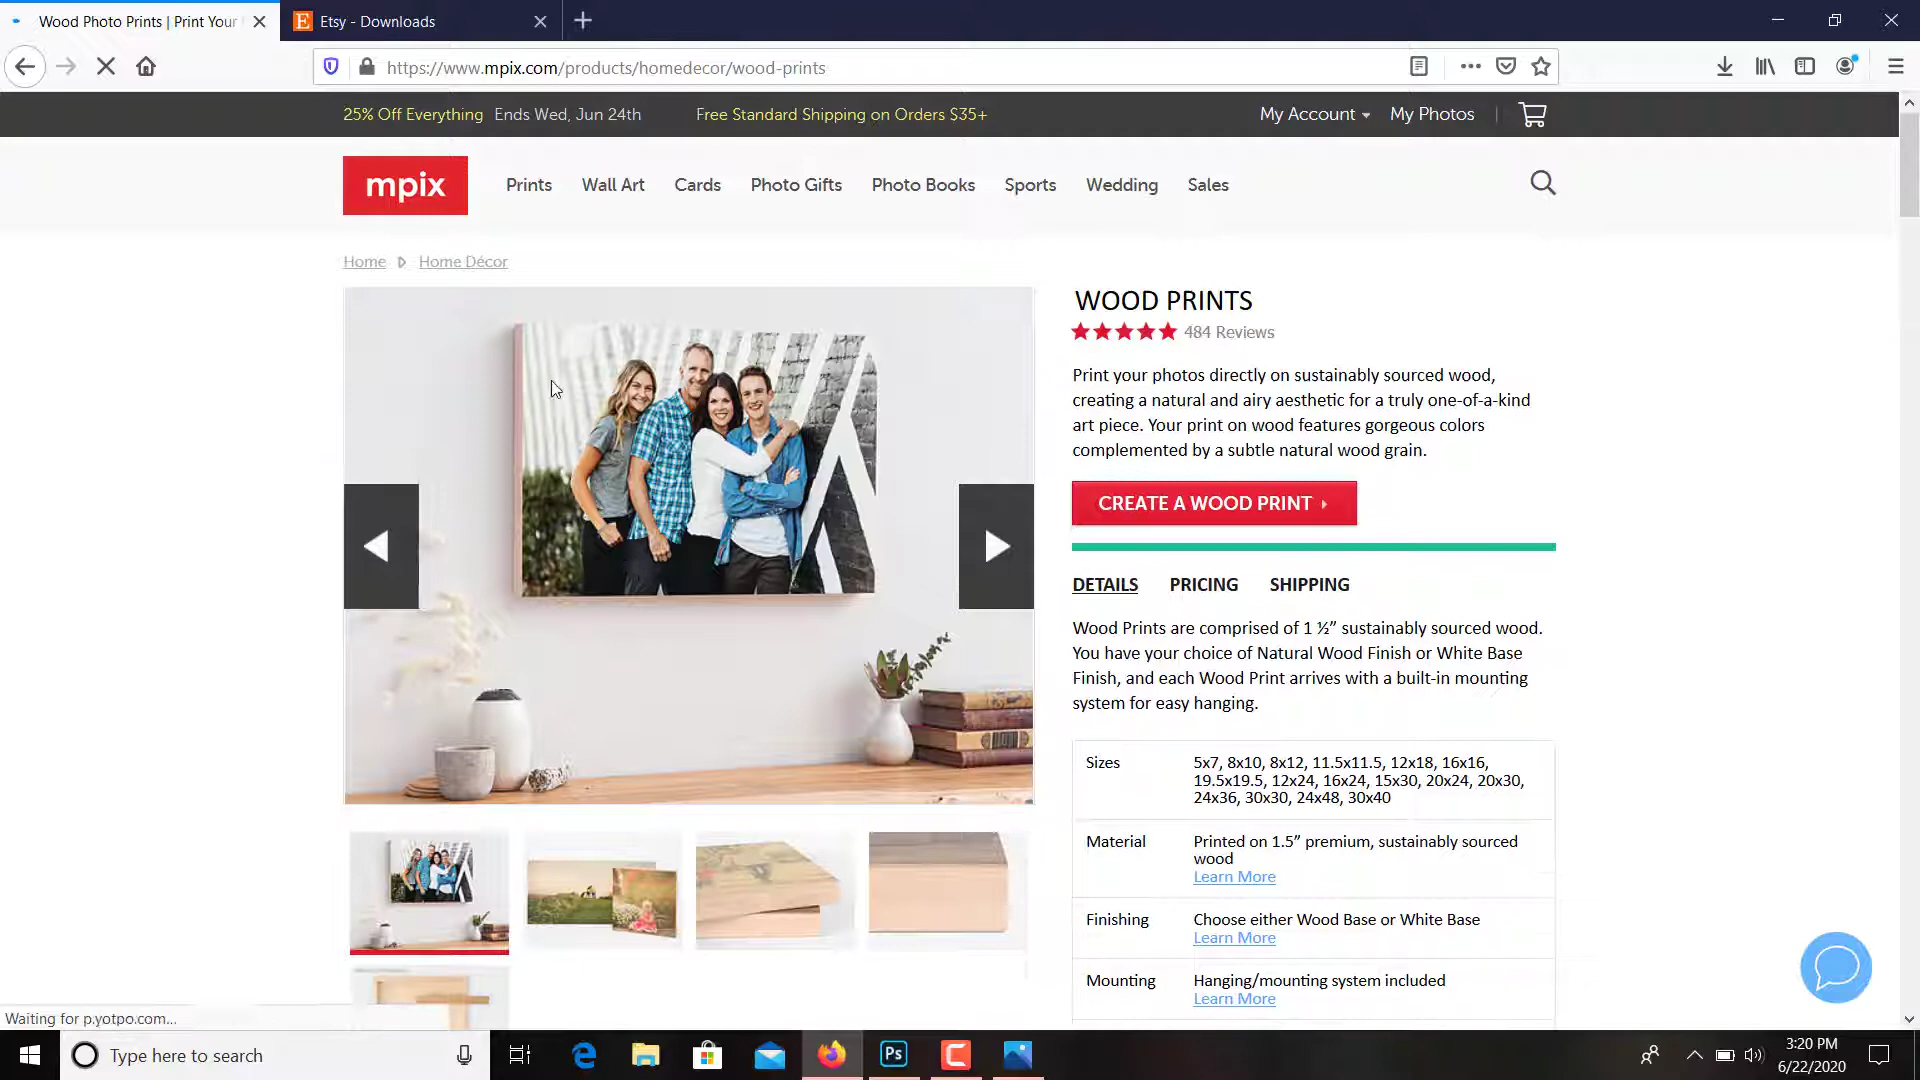 Wood Photo Prints | Print Your
Etsy - Downloads
https://www.mpix.com/products/homedecor/wood-prints
25% Off Everything Ends Wed, Jun 24th Free Standard Shipping on Orders $35+ My Account My Photos
mpix Prints Wall Art Cards Photo Gifts Photo Books Sports Wedding Sales
Home Home Décor
WOOD PRINTS
484 Reviews
Print your photos directly on sustainably sourced wood,
creating a natural and airy aesthetic for a truly one-of-a-kind
art piece. Your print on wood features gorgeous colors
complemented by a subtle natural wood grain.
CREATE A WOOD PRINT
DETAILS PRICING SHIPPING
Wood Prints are comprised of 1 ½” sustainably sourced wood.
You have your choice of Natural Wood Finish or White Base
Finish, and each Wood Print arrives with a built-in mounting
system for easy hanging.
Sizes 5x7, 8x10, 8x12, 11.5x11.5, 12x18, 16x16,
19.5x19.5, 12x24, 16x24, 15x30, 20x24, 20x30,
24x36, 30x30, 24x48, 30x40
Material Printed on 1.5” premium, sustainably sourced
wood
Learn More
Finishing Choose either Wood Base or White Base
Learn More
Mounting Hanging/mounting system included
Learn More
Waiting for p.yotpo.com...
Type here to search
Ps
3:20 PM
6/22/2020